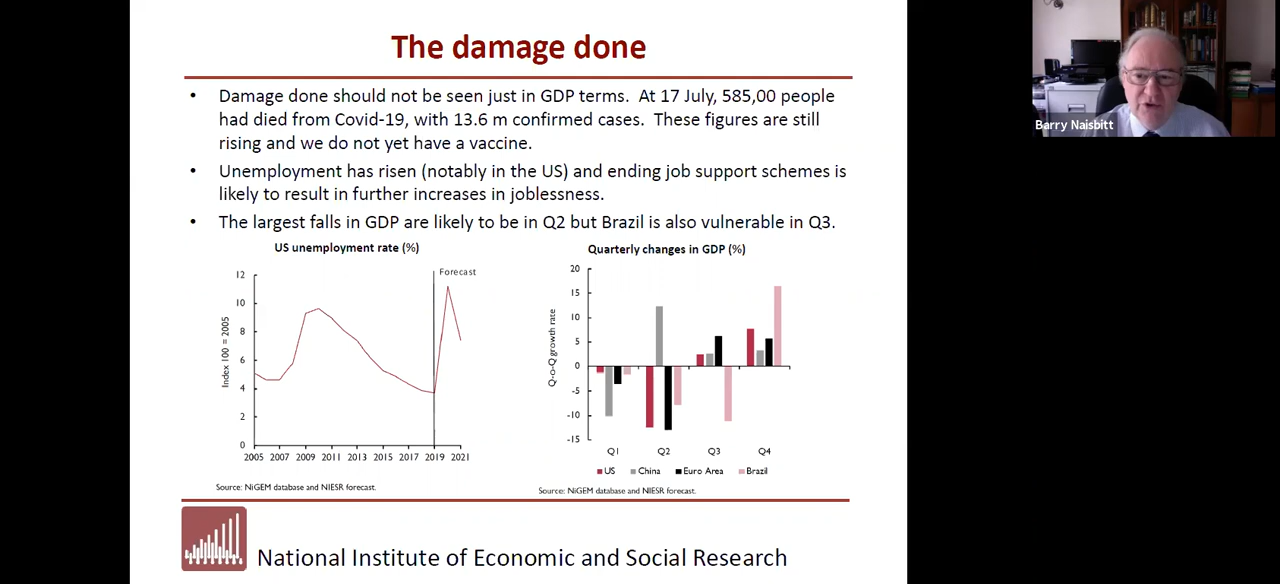 The damage done
• Damage done should not be seen just in GDP terms. At 17 July, 585,00 people
had died from Covid-19, with 13.6 m confirmed cases. These figures are still
rising and we do not yet have a vaccine.
• Unemployment has risen (notably in the US) and ending job support schemes is
likely to result in further increases in joblessness.
• The largest falls in GDP are likely to be in Q2 but Brazil is also vulnerable in Q3.
US unemployment rate (%)
Forecast
Index 100 = 2005
12
10
8
6
4
2
0
2005 2007 2009 2011 2013 2015 2017 2019 2021
Source: NiGEM database and NIESR forecast.
Quarterly changes in GDP (%)
Q-o-Q growth rate
20
15
10
5
0
-5
-10
-15
Q1 Q2 Q3 Q4
US China Euro Area Brazil
Source: NiGEM database and NIESR forecast.
National Institute of Economic and Social Research
Barry Naisbitt